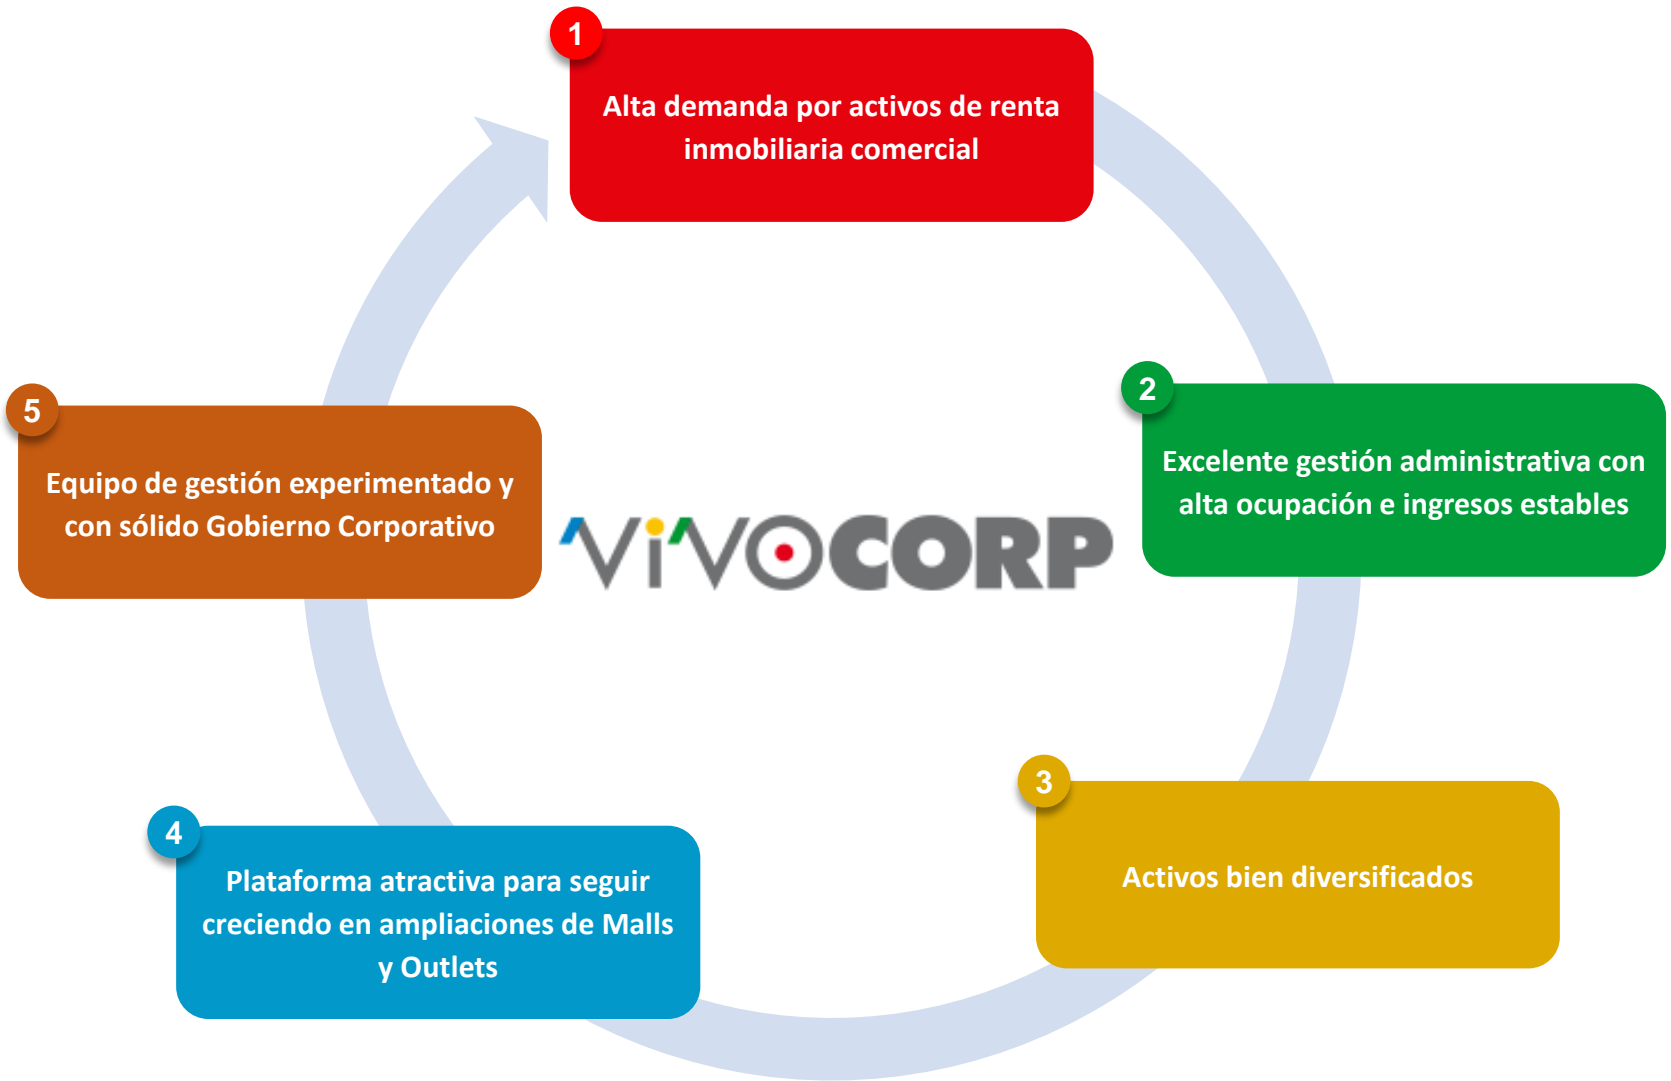 1
Alta demanda por activos de renta
inmobiliaria comercial
2
Excelente gestión administrativa con
alta ocupación e ingresos estables
3
Activos bien diversificados
4
Plataforma atractiva para seguir
creciendo en ampliaciones de Malls
y Outlets
5
Equipo de gestión experimentado y
con sólido Gobierno Corporativo
ViVOCORP